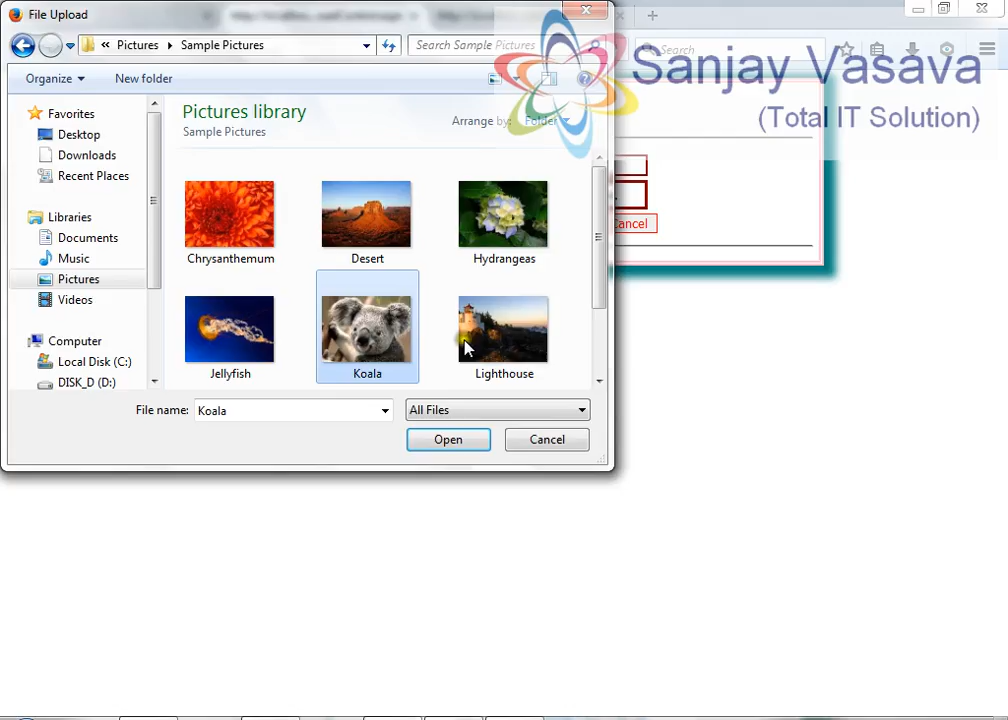 File Upload
Pictures
Sample Pictures
Search Sample Pictures
Search
Sanjay Vasava
(Total IT Solution)
Organize
New folder
Favorites
Desktop
Downloads
Recent Places
Libraries
Documents
Music
Pictures
Videos
Computer
Local Disk (C:)
DISK_D (D:)
Pictures library
Sample Pictures
Arrange by:
Folder
Chrysanthemum
Desert
Hydrangeas
Jellyfish
Koala
Lighthouse
File name:
Koala
All Files
Open
Cancel
Cancel